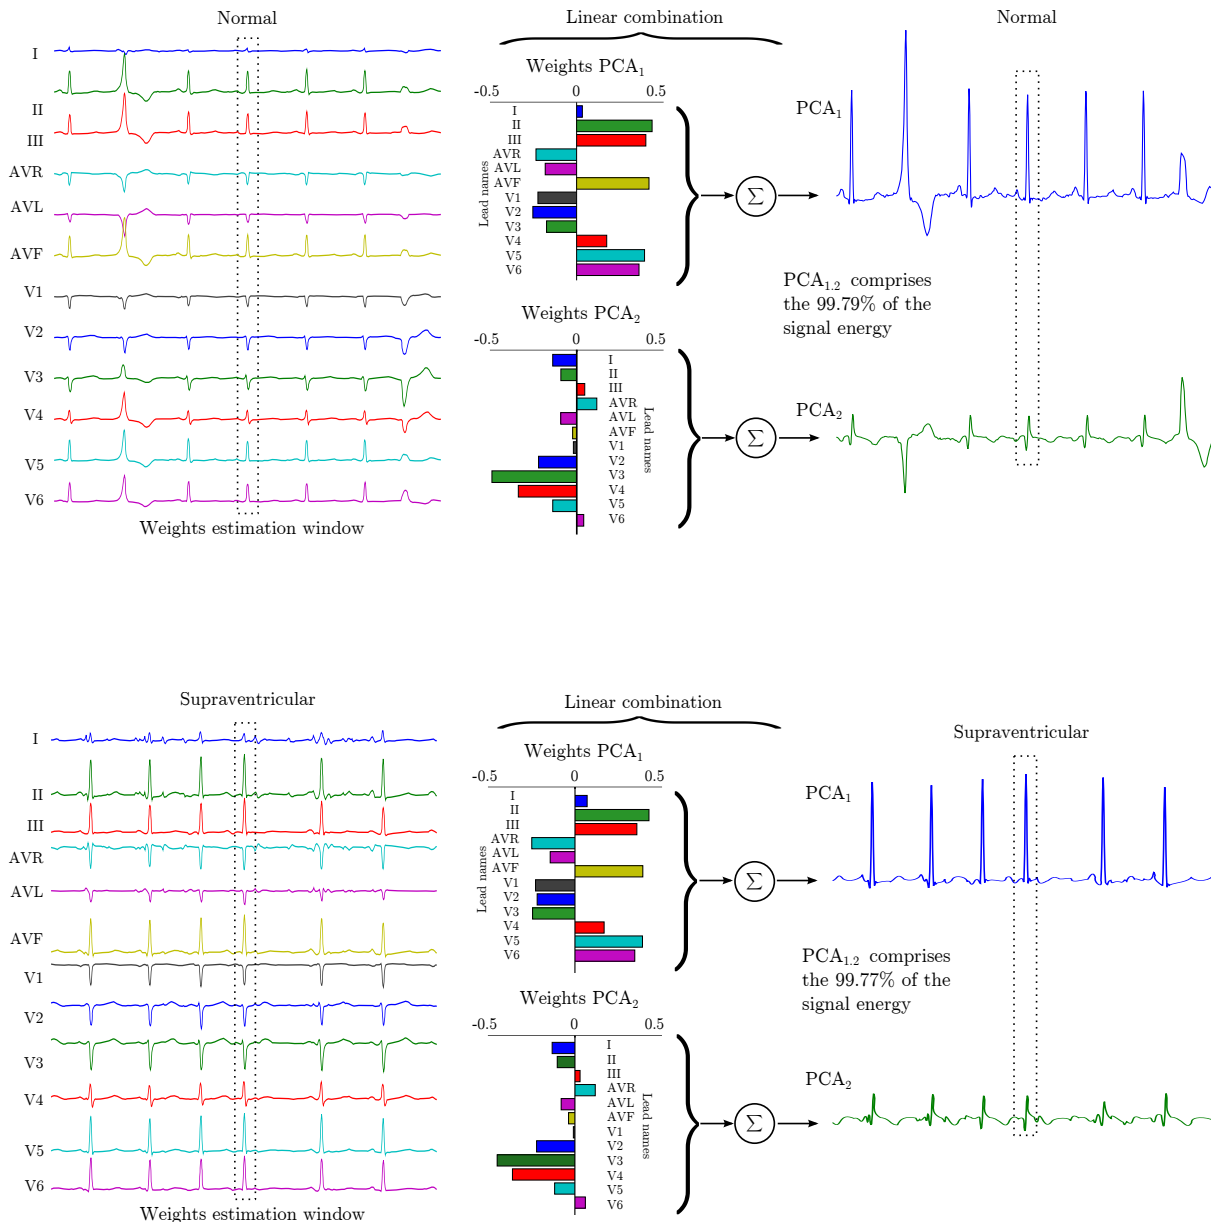 Normal
I
II
III
AVR
AVL
AVF
V1
V2
V3
V4
V5
V6
Weights estimation window
Linear combination
Weights PCA1
-0.5 0 0.5
Lead names
I
II
III
AVR
AVL
AVF
V1
V2
V3
V4
V5
V6
Weights PCA2
-0.5 0 0.5
I
II
III
AVR
AVL
AVF
V1
V2
V3
V4
V5
V6
Lead names
Σ
Σ
Normal
PCA1
PCA1.2 comprises
the 99.79% of the
signal energy
PCA2
Supraventricular
I
II
III
AVR
AVL
AVF
V1
V2
V3
V4
V5
V6
Weights estimation window
Linear combination
Weights PCA1
-0.5 0 0.5
Lead names
I
II
III
AVR
AVL
AVF
V1
V2
V3
V4
V5
V6
Weights PCA2
-0.5 0 0.5
I
II
III
AVR
AVL
AVF
V1
V2
V3
V4
V5
V6
Lead names
Σ
Σ
Supraventricular
PCA1
PCA1.2 comprises
the 99.77% of the
signal energy
PCA2